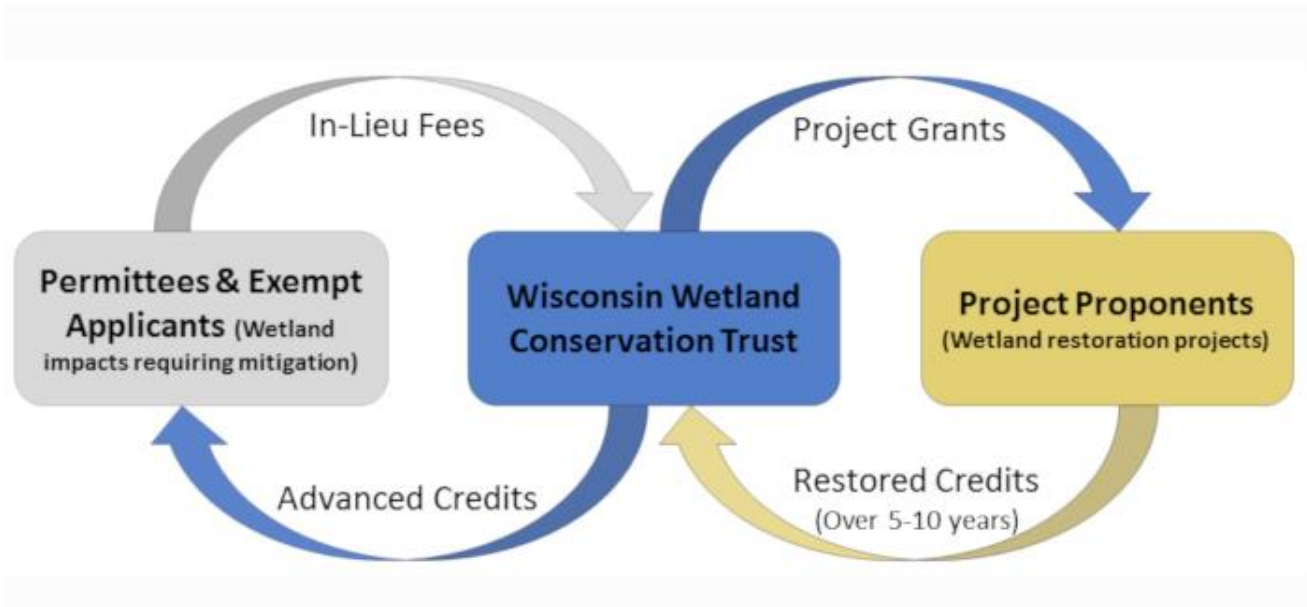 In-Lieu Fees
Project Grants
Permittees & Exempt
Applicants (Wetland
impacts requiring mitigation)
Wisconsin Wetland
Conservation Trust
Project Proponents
(Wetland restoration projects)
Advanced Credits
Restored Credits
(Over 5-10 years)